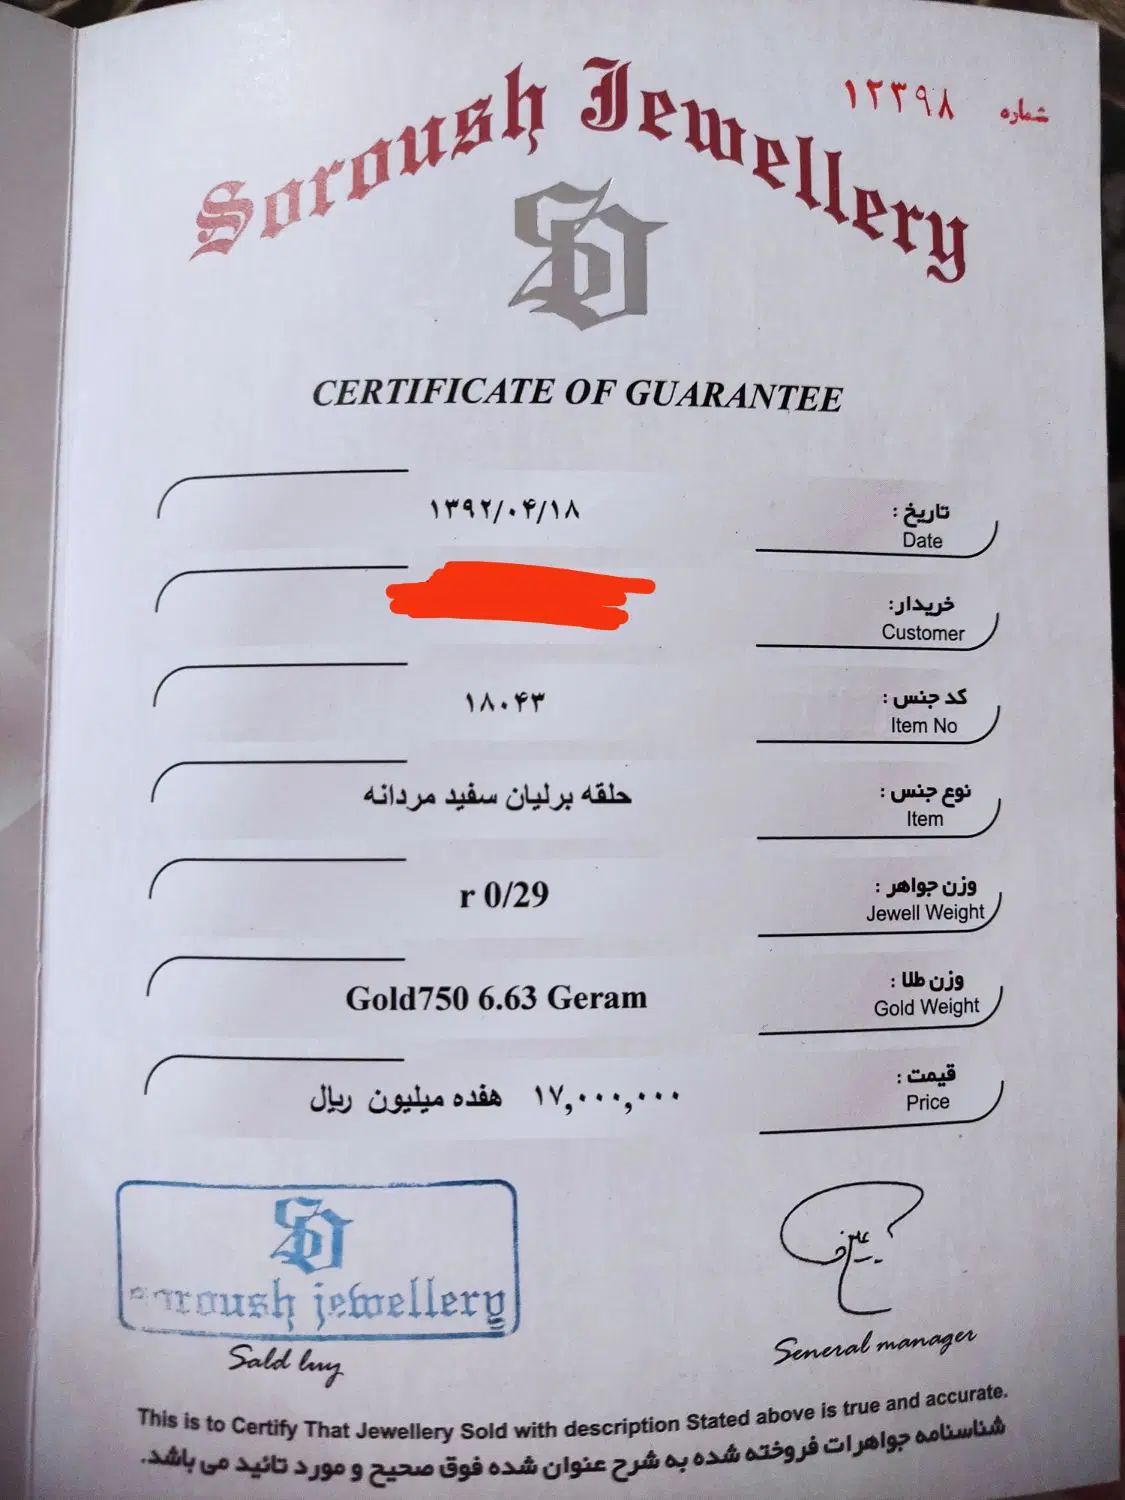 شماره ۱۲۳۹۸
Soroush Jewellery
CERTIFICATE OF GUARANTEE
تاریخ : ۱۳۹۲/۰۴/۱۸
Date
خریدار:
Customer
کد جنس : ۱۸۰۴۳
Item No
نوع جنس : حلقه برلیان سفید مردانه
Item
وزن جواهر : r 0/29
Jewell Weight
وزن طلا : Gold750 6.63 Geram
Gold Weight
قیمت : ۱۷,۰۰۰,۰۰۰ هفده میلیون ریال
Price
soroush jewellery
Sald luy
Seneral manager
This is to Certify That Jewellery Sold with description Stated above is true and accurate.
شناسنامه جواهرات فروخته شده به شرح عنوان شده فوق صحیح و مورد تائید می باشد.